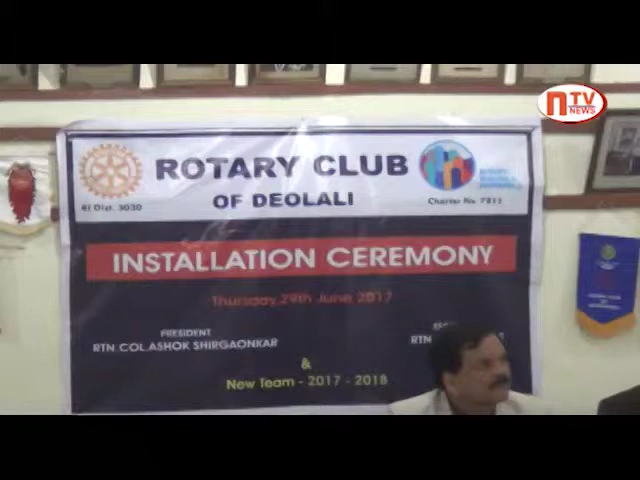 n TV
NEWS
ROTARY CLUB
OF DEOLALI
RI Dist. 3030
Charter No. 7811
INSTALLATION CEREMONY
Thursday, 29th June 2017
PRESIDENT
RTN COL.ASHOK SHIRGAONKAR
RTN
&
New Team - 2017 - 2018